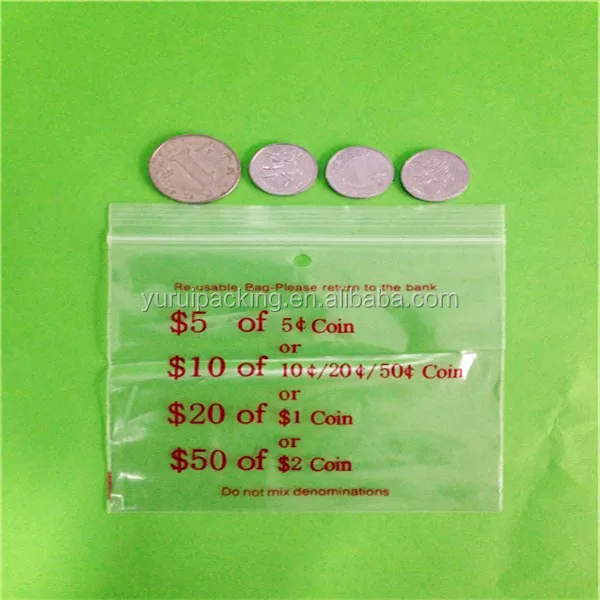 Re-usable Bag-Please return to the bank
yuruipacking.en.alibaba.com
$5 of 5¢ Coin
or
$10 of 10¢/20¢/50¢ Coin
or
$20 of $1 Coin
or
$50 of $2 Coin
Do not mix denominations